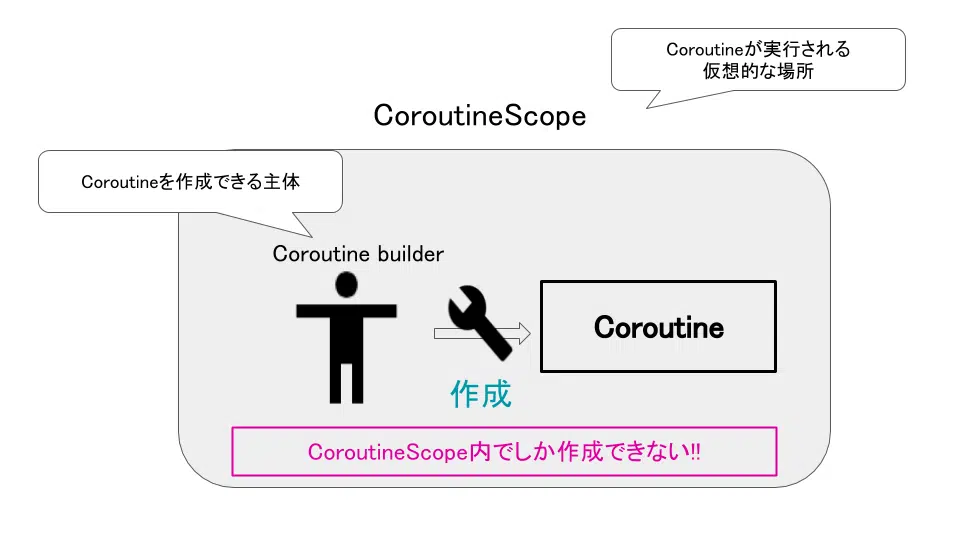 Coroutineが実行される
仮想的な場所
CoroutineScope
Coroutineを作成できる主体
Coroutine builder
Coroutine
作成
CoroutineScope内でしか作成できない!!